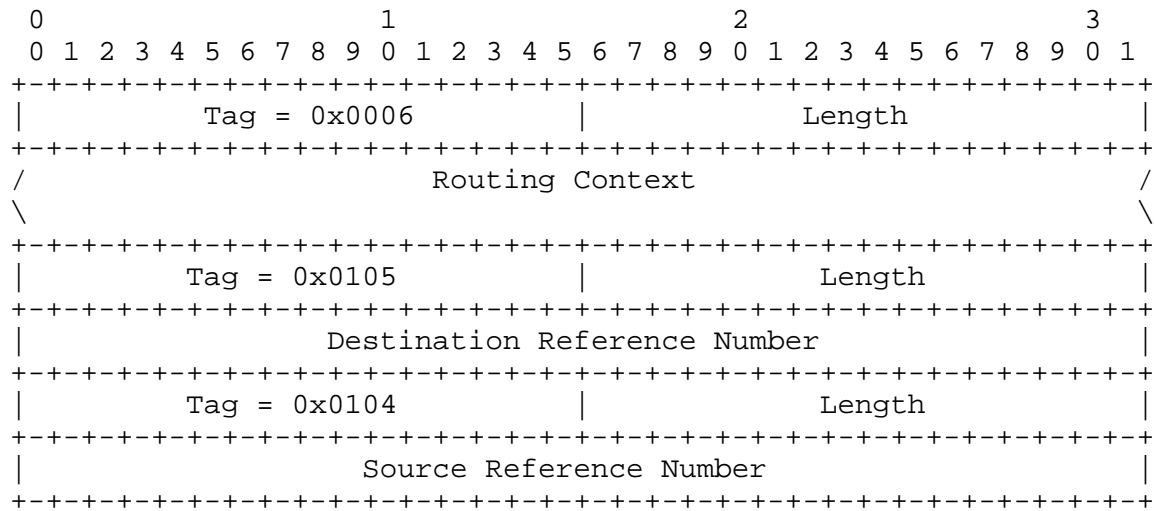 0                   1                   2                   3
 0 1 2 3 4 5 6 7 8 9 0 1 2 3 4 5 6 7 8 9 0 1 2 3 4 5 6 7 8 9 0 1
+-+-+-+-+-+-+-+-+-+-+-+-+-+-+-+-+-+-+-+-+-+-+-+-+-+-+-+-+-+-+-+-+
|          Tag = 0x0006         |            Length             |
+-+-+-+-+-+-+-+-+-+-+-+-+-+-+-+-+-+-+-+-+-+-+-+-+-+-+-+-+-+-+-+-+
/                       Routing Context                         /
\                                                               \
+-+-+-+-+-+-+-+-+-+-+-+-+-+-+-+-+-+-+-+-+-+-+-+-+-+-+-+-+-+-+-+-+
|         Tag = 0x0105          |             Length            |
+-+-+-+-+-+-+-+-+-+-+-+-+-+-+-+-+-+-+-+-+-+-+-+-+-+-+-+-+-+-+-+-+
|                 Destination Reference Number                  |
+-+-+-+-+-+-+-+-+-+-+-+-+-+-+-+-+-+-+-+-+-+-+-+-+-+-+-+-+-+-+-+-+
|         Tag = 0x0104          |             Length            |
+-+-+-+-+-+-+-+-+-+-+-+-+-+-+-+-+-+-+-+-+-+-+-+-+-+-+-+-+-+-+-+-+
|                   Source Reference Number                     |
+-+-+-+-+-+-+-+-+-+-+-+-+-+-+-+-+-+-+-+-+-+-+-+-+-+-+-+-+-+-+-+-+